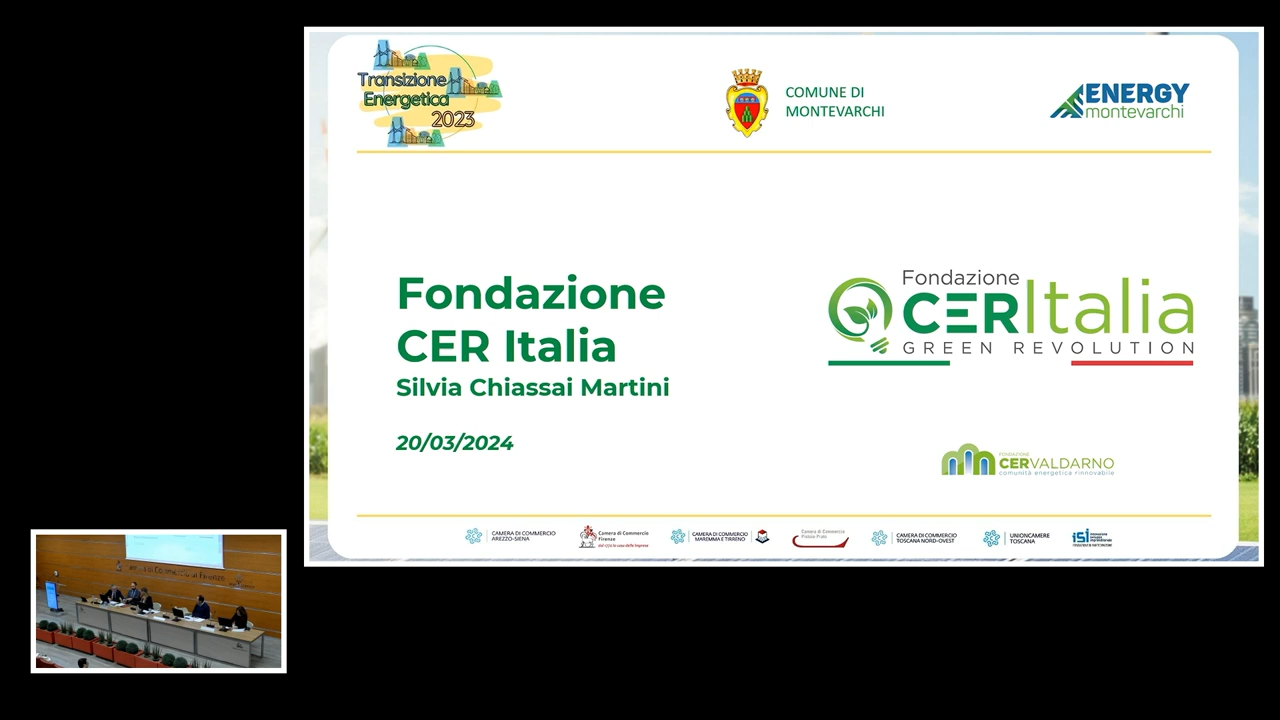 Transizione
Energetica
2023
COMUNE DI
MONTEVARCHI
ENERGY
montevarchi
Fondazione
CER Italia
Silvia Chiassai Martini
20/03/2024
Fondazione
CERItalia
GREEN REVOLUTION
FONDAZIONE
CERVALDARNO
comunità energetica rinnovabile
CAMERA DI COMMERCIO
AREZZO-SIENA
Camera di Commercio
Firenze
CAMERA DI COMMERCIO
MAREMMA E TIRRENO
Camera di Commercio
Pistoia-Prato
CAMERA DI COMMERCIO
TOSCANA NORD-OVEST
UNIONCAMERE
TOSCANA
isi